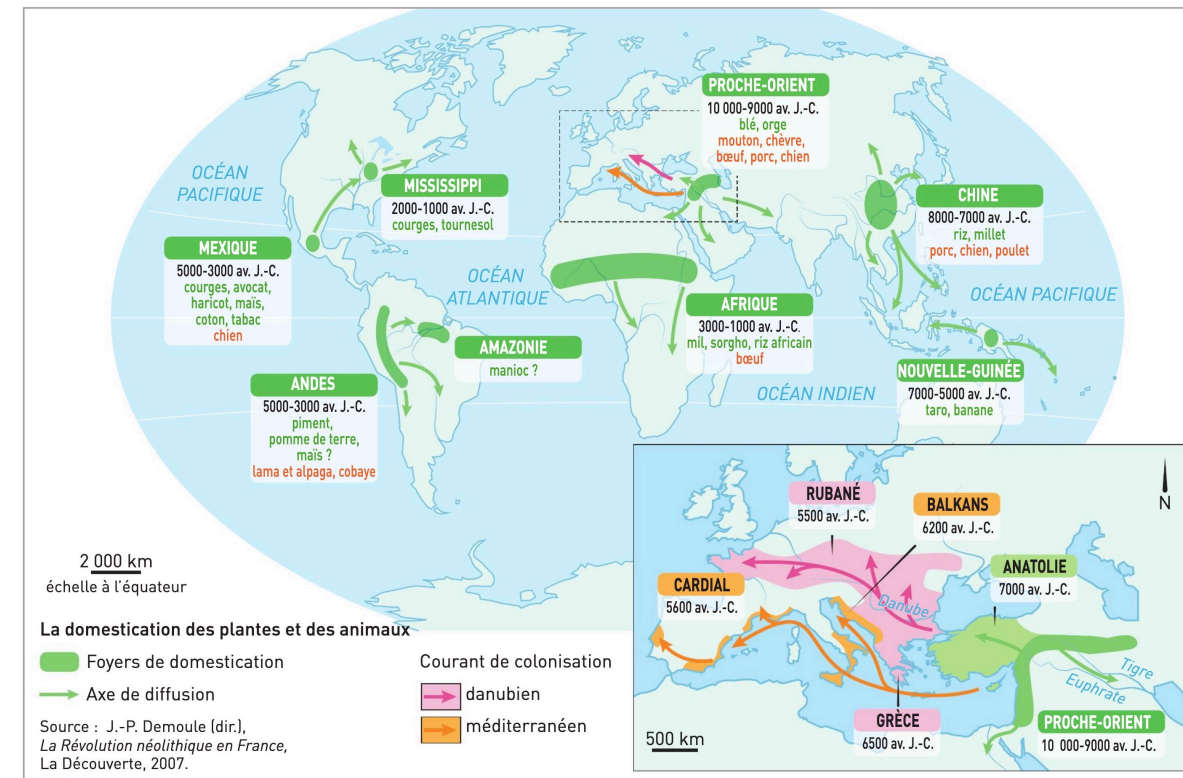 PROCHE-ORIENT
10 000-9000 av. J.-C.
blé, orge
mouton, chèvre,
bœuf, porc, chien
OCÉAN
PACIFIQUE
MISSISSIPPI
2000-1000 av. J.-C.
courges, tournesol
CHINE
8000-7000 av. J.-C.
riz, millet
porc, chien, poulet
MEXIQUE
5000-3000 av. J.-C.
courges, avocat,
haricot, maïs,
coton, tabac
chien
OCÉAN
ATLANTIQUE
OCÉAN PACIFIQUE
AFRIQUE
3000-1000 av. J.-C.
mil, sorgho, riz africain
bœuf
AMAZONIE
manioc ?
NOUVELLE-GUINÉE
7000-5000 av. J.-C.
taro, banane
ANDES
5000-3000 av. J.-C.
piment,
pomme de terre,
maïs ?
lama et alpaga, cobaye
OCÉAN INDIEN
2 000 km
échelle à l'équateur
La domestication des plantes et des animaux
Foyers de domestication
Axe de diffusion
Source : J.-P. Demoule (dir.),
La Révolution néolithique en France,
La Découverte, 2007.
Courant de colonisation
danubien
méditerranéen
N
RUBANÉ
5500 av. J.-C.
BALKANS
6200 av. J.-C.
ANATOLIE
7000 av. J.-C.
CARDIAL
5600 av. J.-C.
Danube
Tigre
Euphrate
GRÈCE
6500 av. J.-C.
PROCHE-ORIENT
10 000-9000 av. J.-C.
500 km